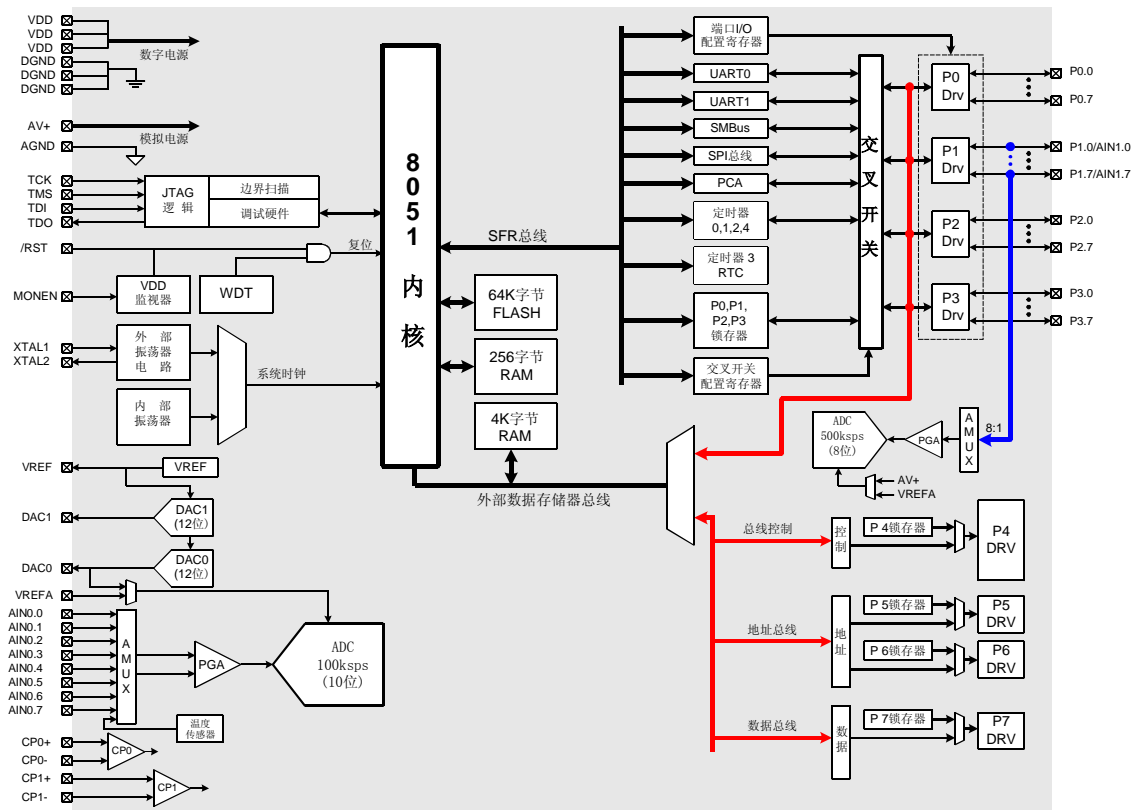 VDD
VDD
VDD
数字电源
DGND
DGND
DGND
AV+
模拟电源
AGND
TCK
TMS
TDI
TDO
JTAG
逻 辑
边界扫描
调试硬件
/RST
复位
MONEN
VDD
监视器
WDT
XTAL1
XTAL2
外 部
振荡器
电 路
系统时钟
内 部
振荡器
VREF
VREF
DAC1
DAC1
(12位)
DAC0
DAC0
(12位)
VREFA
AIN0.0
AIN0.1
AIN0.2
AIN0.3
AIN0.4
AIN0.5
AIN0.6
AIN0.7
A
M
U
X
PGA
ADC
100ksps
(10位)
温度
传感器
CP0+
CP0-
CP0
CP1+
CP1-
CP1
8
0
5
1
内
核
SFR总线
64K字节
FLASH
256字节
RAM
4K字节
RAM
外部数据存储器总线
端口I/O
配置寄存器
UART0
UART1
SMBus
SPI总线
PCA
定时器
0,1,2,4
定时器 3
RTC
P0,P1,
P2,P3
锁存器
交叉开关
配置寄存器
交
叉
开
关
P0
Drv
P1
Drv
P2
Drv
P3
Drv
P0.0
P0.7
P1.0/AIN1.0
P1.7/AIN1.7
P2.0
P2.7
P3.0
P3.7
ADC
500ksps
(8位)
PGA
A
M
U
X
8:1
AV+
VREFA
总线控制
控
制
P 4锁存器
P4
DRV
地址总线
地
址
P 5锁存器
P5
DRV
P 6锁存器
P6
DRV
数据总线
数
据
P 7锁存器
P7
DRV